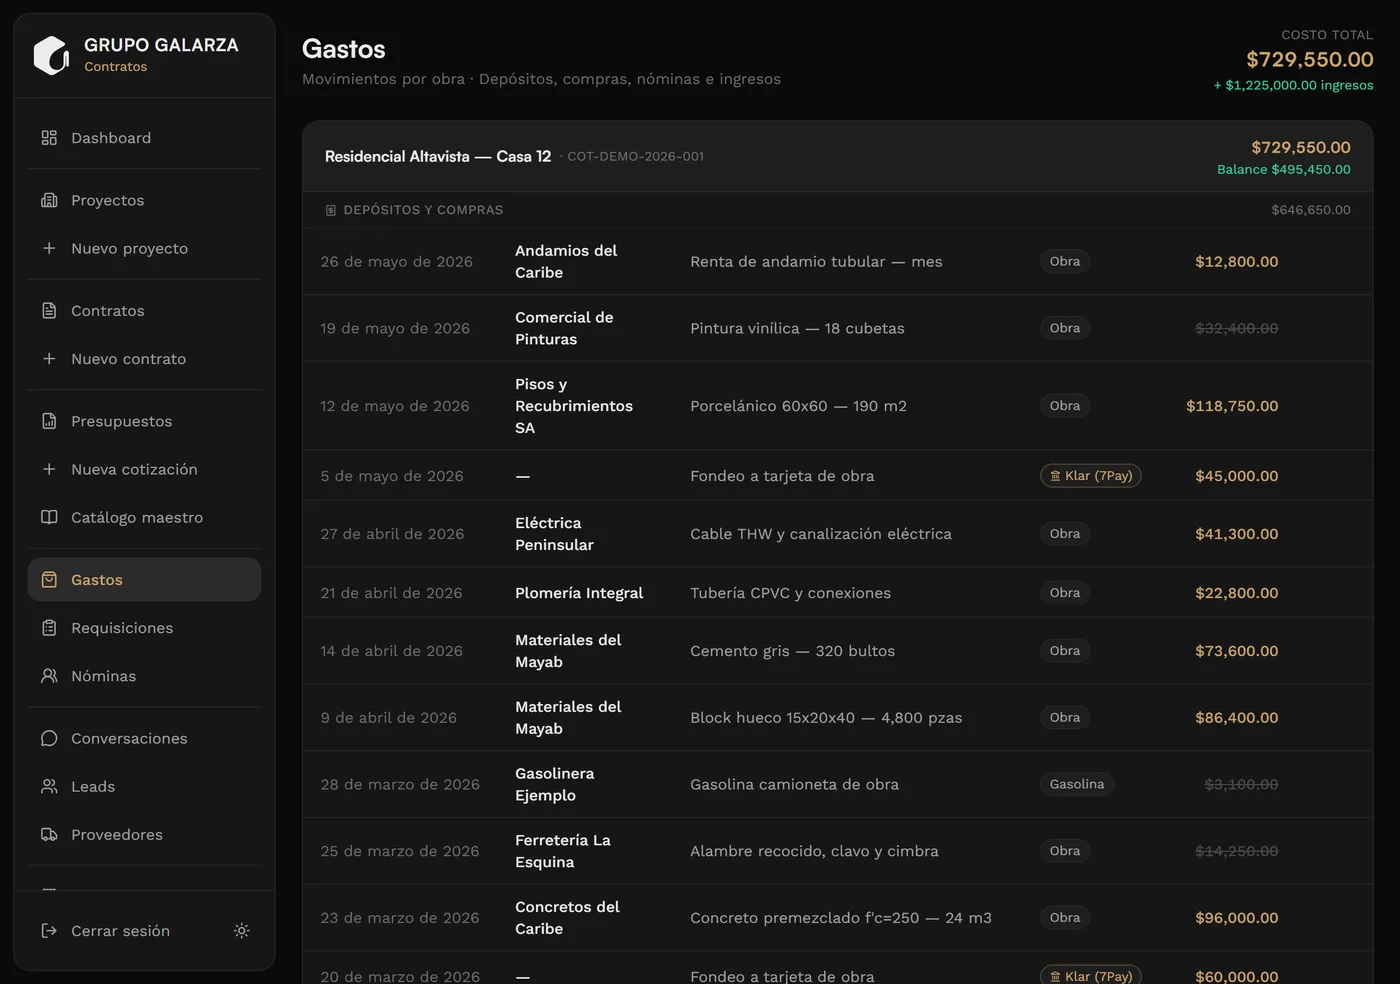 GRUPO GALARZA
Contratos
Dashboard
Proyectos
Nuevo proyecto
Contratos
Nuevo contrato
Presupuestos
Nueva cotización
Catálogo maestro
Gastos
Requisiciones
Nóminas
Conversaciones
Leads
Proveedores
Cerrar sesión
Gastos
Movimientos por obra · Depósitos, compras, nóminas e ingresos
COSTO TOTAL
$729,550.00
+ $1,225,000.00 ingresos
Residencial Altavista — Casa 12 · COT-DEMO-2026-001
$729,550.00
Balance $495,450.00
DEPÓSITOS Y COMPRAS $646,650.00
26 de mayo de 2026 Andamios del Caribe Renta de andamio tubular — mes Obra $12,800.00
19 de mayo de 2026 Comercial de Pinturas Pintura vinílica — 18 cubetas Obra $32,400.00
12 de mayo de 2026 Pisos y Recubrimientos SA Porcelánico 60x60 — 190 m2 Obra $118,750.00
5 de mayo de 2026 — Fondeo a tarjeta de obra Klar (7Pay) $45,000.00
27 de abril de 2026 Eléctrica Peninsular Cable THW y canalización eléctrica Obra $41,300.00
21 de abril de 2026 Plomería Integral Tubería CPVC y conexiones Obra $22,800.00
14 de abril de 2026 Materiales del Mayab Cemento gris — 320 bultos Obra $73,600.00
9 de abril de 2026 Materiales del Mayab Block hueco 15x20x40 — 4,800 pzas Obra $86,400.00
28 de marzo de 2026 Gasolinera Ejemplo Gasolina camioneta de obra Gasolina $3,100.00
25 de marzo de 2026 Ferretería La Esquina Alambre recocido, clavo y cimbra Obra $14,250.00
23 de marzo de 2026 Concretos del Caribe Concreto premezclado f'c=250 — 24 m3 Obra $96,000.00
20 de marzo de 2026 — Fondeo a tarjeta de obra Klar (7Pay) $60,000.00